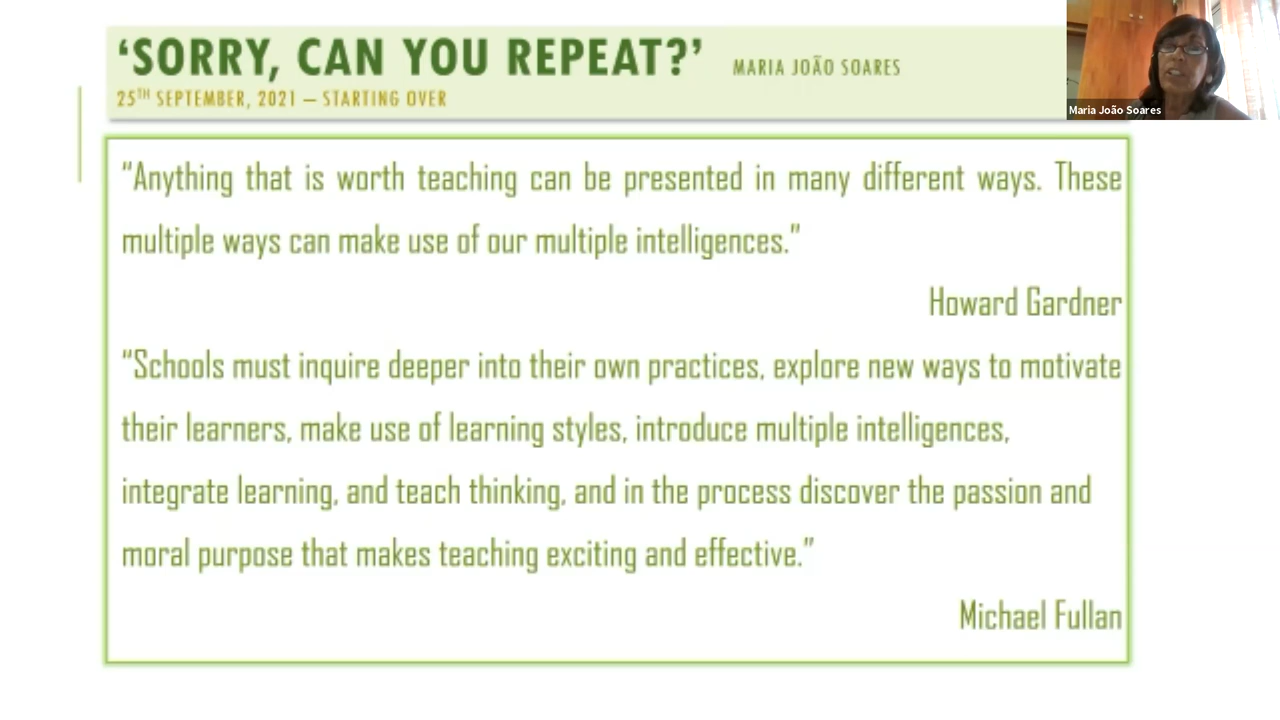 ‘SORRY, CAN YOU REPEAT?’ MARIA JOÃO SOARES
25TH SEPTEMBER, 2021 – STARTING OVER
Maria João Soares
“Anything that is worth teaching can be presented in many different ways. These
multiple ways can make use of our multiple intelligences.”
Howard Gardner
“Schools must inquire deeper into their own practices, explore new ways to motivate
their learners, make use of learning styles, introduce multiple intelligences,
integrate learning, and teach thinking, and in the process discover the passion and
moral purpose that makes teaching exciting and effective.”
Michael Fullan